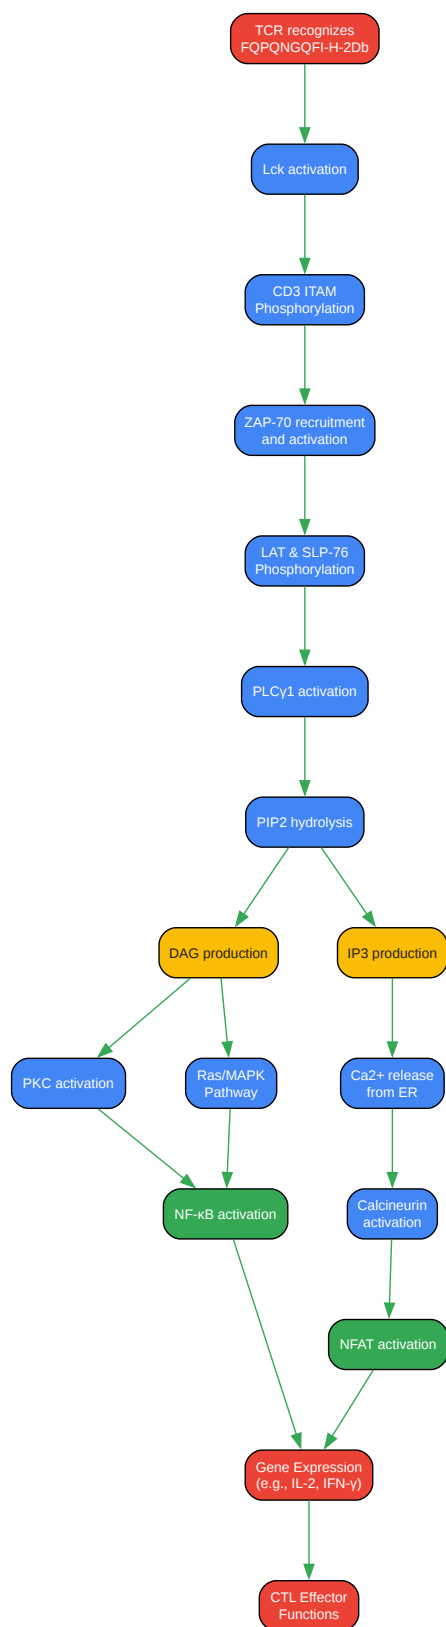 TCR recognizes
FQPQNGQFI-H-2Db
Lck activation
CD3 ITAM
Phosphorylation
ZAP-70 recruitment
and activation
LAT & SLP-76
Phosphorylation
PLCγ1 activation
PIP2 hydrolysis
DAG production
IP3 production
PKC activation
Ras/MAPK
Pathway
Ca2+ release
from ER
NF-κB activation
Calcineurin
activation
NFAT activation
Gene Expression
(e.g., IL-2, IFN-γ)
CTL Effector
Functions